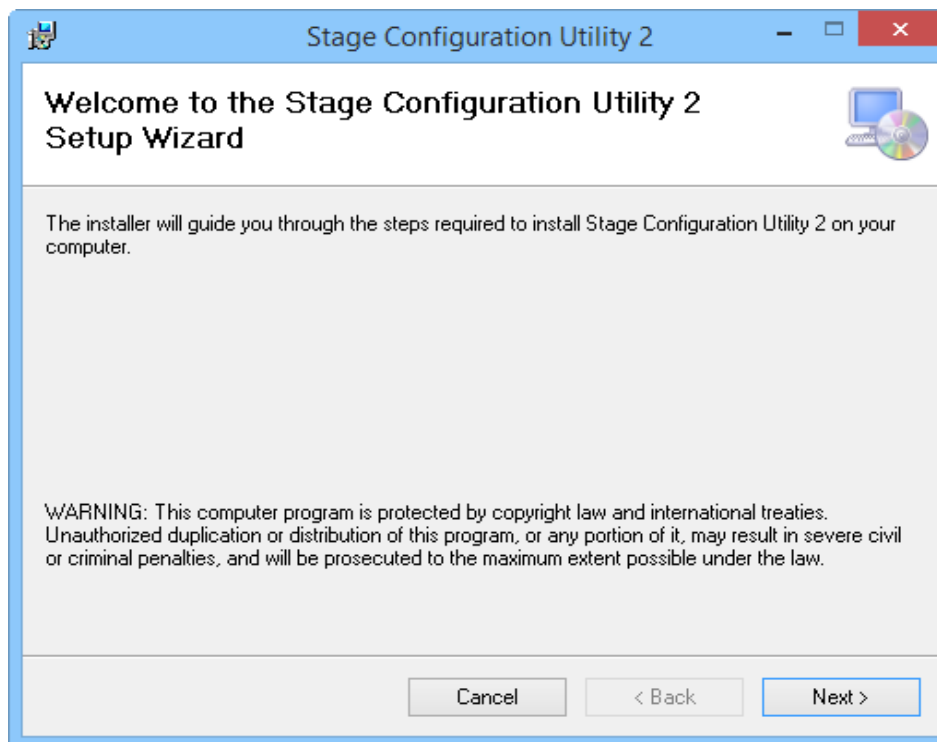 Stage Configuration Utility 2
Welcome to the Stage Configuration Utility 2
Setup Wizard
The installer will guide you through the steps required to install Stage Configuration Utility 2 on your
computer.
WARNING: This computer program is protected by copyright law and international treaties.
Unauthorized duplication or distribution of this program, or any portion of it, may result in severe civil
or criminal penalties, and will be prosecuted to the maximum extent possible under the law.
Cancel
< Back
Next >